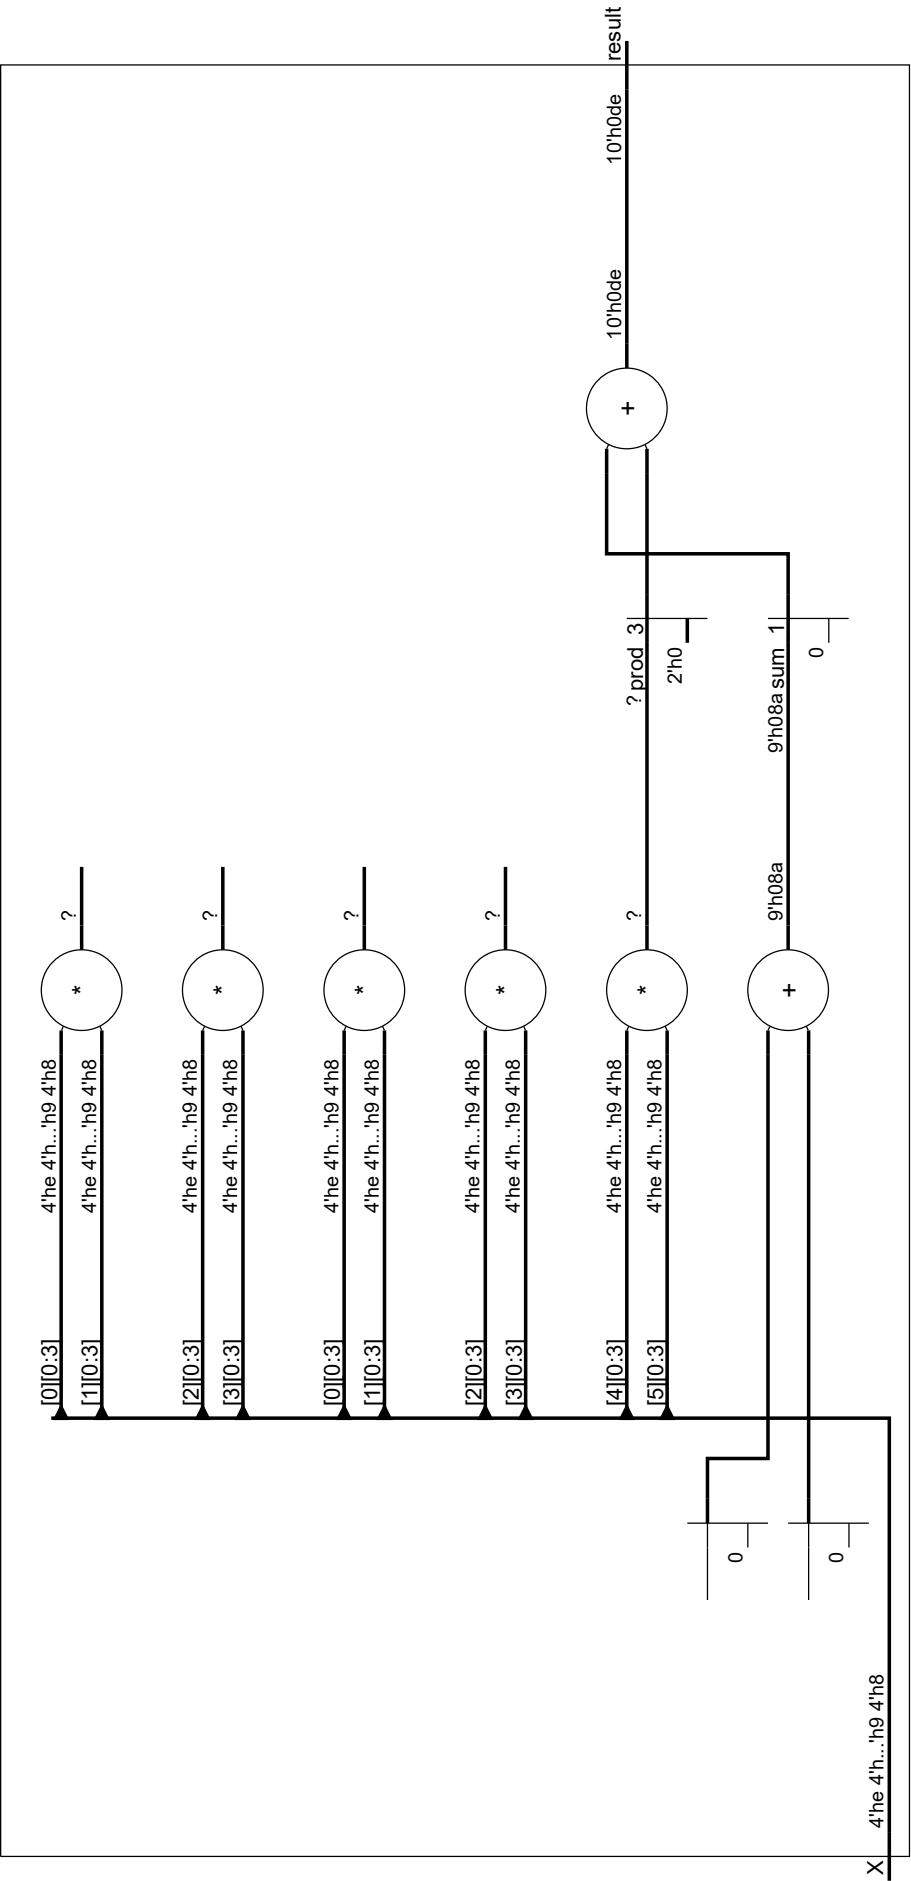 X
4'he 4'h...'h9 4'h8
[0][0:3]
4'he 4'h...'h9 4'h8
[1][0:3]
4'he 4'h...'h9 4'h8
*
?
[2][0:3]
4'he 4'h...'h9 4'h8
[3][0:3]
4'he 4'h...'h9 4'h8
*
?
[0][0:3]
4'he 4'h...'h9 4'h8
[1][0:3]
4'he 4'h...'h9 4'h8
*
?
[2][0:3]
4'he 4'h...'h9 4'h8
[3][0:3]
4'he 4'h...'h9 4'h8
*
?
[4][0:3]
4'he 4'h...'h9 4'h8
[5][0:3]
4'he 4'h...'h9 4'h8
*
?
? prod 3
2'h0
0
0
+
9'h08a
9'h08a sum 1
0
+
10'h0de
10'h0de
result